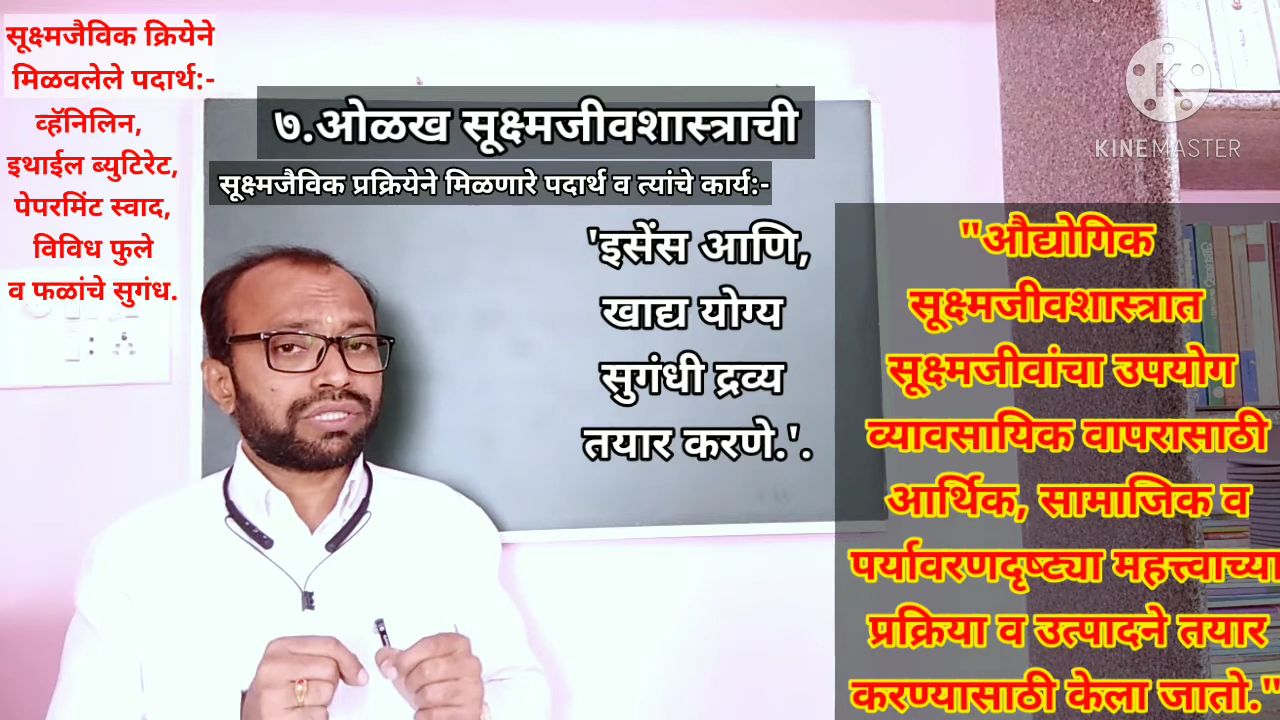 सूक्ष्मजैविक क्रियेने
मिळवलेले पदार्थ:-
व्हॅनिलिन,
इथाईल ब्युटिरेट,
पेपरमिंट स्वाद,
विविध फुले
व फळांचे सुगंध.
७.ओळख सूक्ष्मजीवशास्त्राची
सूक्ष्मजैविक प्रक्रियेने मिळणारे पदार्थ व त्यांचे कार्य:-
'इसेंस आणि,
खाद्य योग्य
सुगंधी द्रव्य
तयार करणे.'.
KINEMASTER
"औद्योगिक
सूक्ष्मजीवशास्त्रात
सूक्ष्मजीवांचा उपयोग
व्यावसायिक वापरासाठी
आर्थिक, सामाजिक व
पर्यावरणदृष्ट्या महत्त्वाच्या
प्रक्रिया व उत्पादने तयार
करण्यासाठी केला जातो."